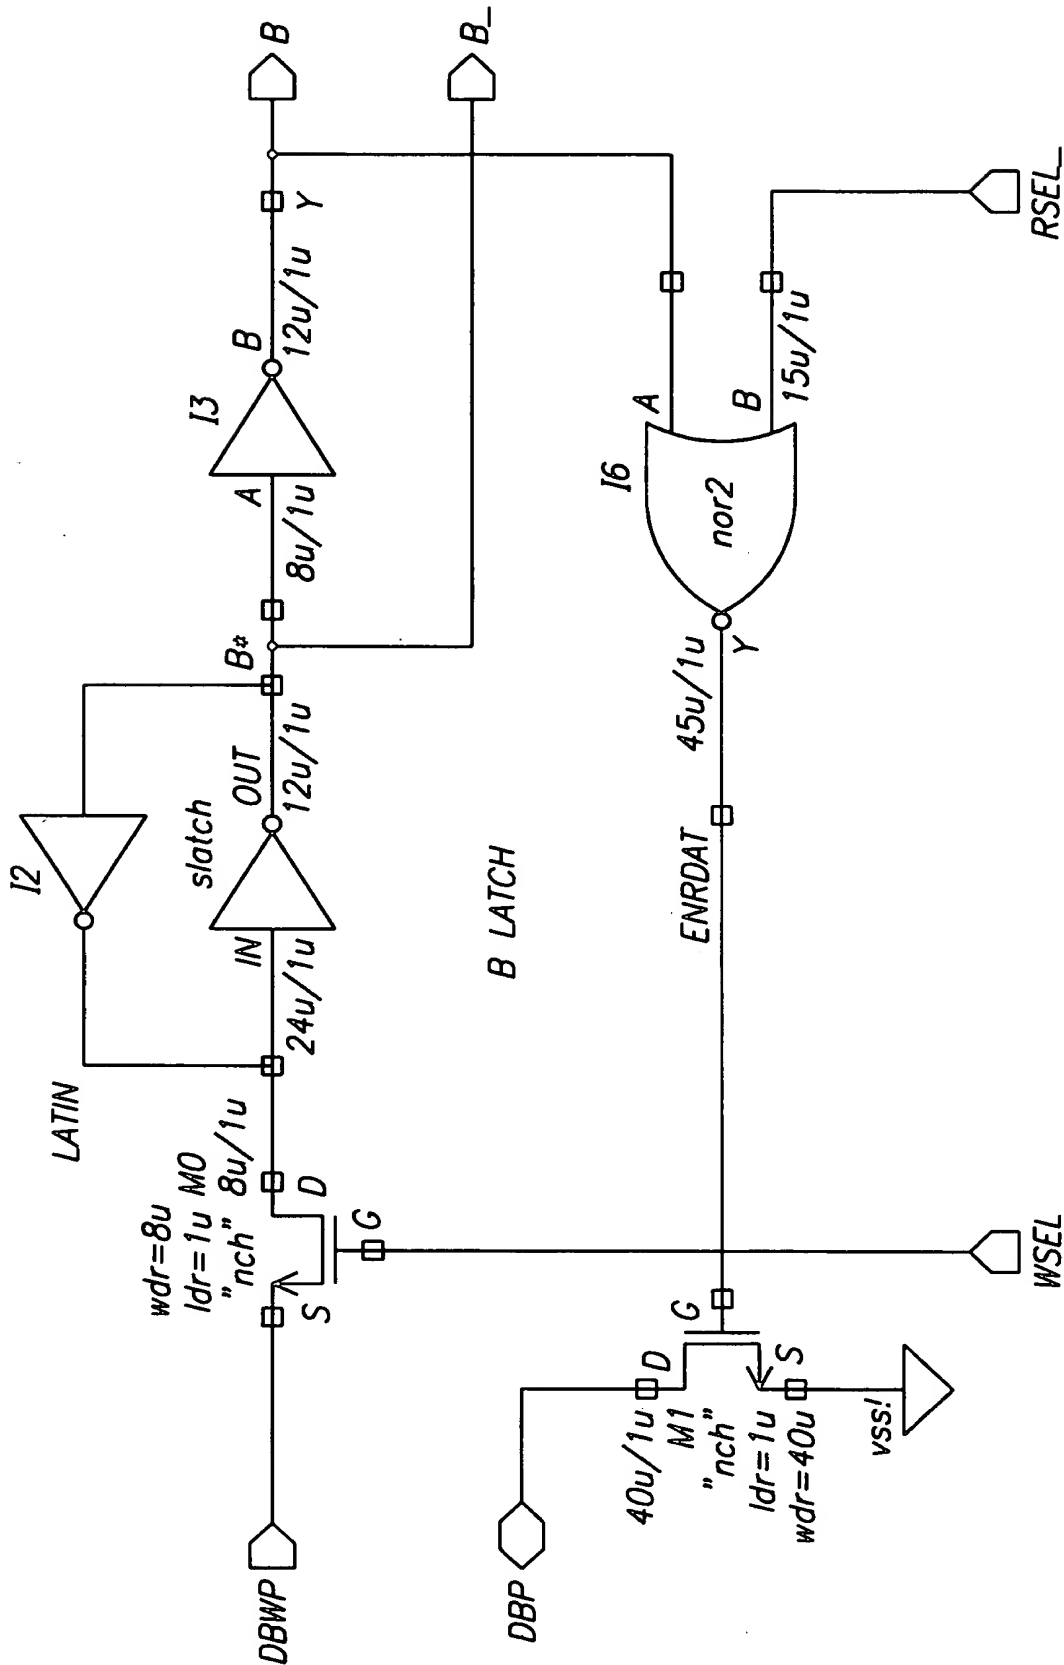 LATIN
I2
wdr=8u
ldr=1u M0
"nch" 8u/1u
slatch
I3
DBWP
S
D
G
IN
24u/1u
OUT
12u/1u
B*
A
8u/1u
B
12u/1u
Y
B
B_
B LATCH
DBP
40u/1u D
M1
"nch"
ldr=1u
wdr=40u
G
S
vss!
ENRDAT
45u/1u
Y
I6
nor2
A
B
15u/1u
WSEL
RSEL_